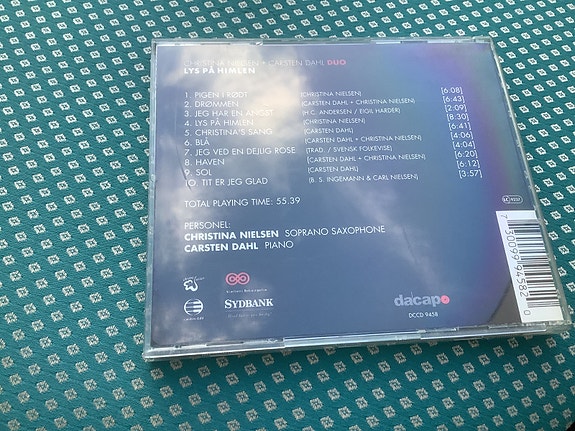 CHRISTINA NIELSEN + CARSTEN DAHL DUO
LYS PÅ HIMLEN
1. PIGEN I RØDT (CHRISTINA NIELSEN) [6:08]
2. DRØMMEN (CARSTEN DAHL + CHRISTINA NIELSEN) [6:43]
3. JEG HAR EN ANGST (H.C. ANDERSEN / EIGIL HARDER) [2:09]
4. LYS PÅ HIMLEN (CHRISTINA NIELSEN) [8:30]
5. CHRISTINA'S SANG (CARSTEN DAHL) [6:41]
6. BLÅ (CARSTEN DAHL + CHRISTINA NIELSEN) [4:06]
7. JEG VED EN DEJLIG ROSE (TRAD. / SVENSK FOLKEVISE) [4:04]
8. HAVEN (CARSTEN DAHL + CHRISTINA NIELSEN) [6:20]
9. SOL (CARSTEN DAHL) [6:12]
10. TIT ER JEG GLAD (B. S. INGEMANN & CARL NIELSEN) [3:57]
TOTAL PLAYING TIME: 55.39
PERSONEL:
CHRISTINA NIELSEN SOPRANO SAXOPHONE
CARSTEN DAHL PIANO
SYDBANK
dacapo
DCCD 9458
7 30099 94582 0